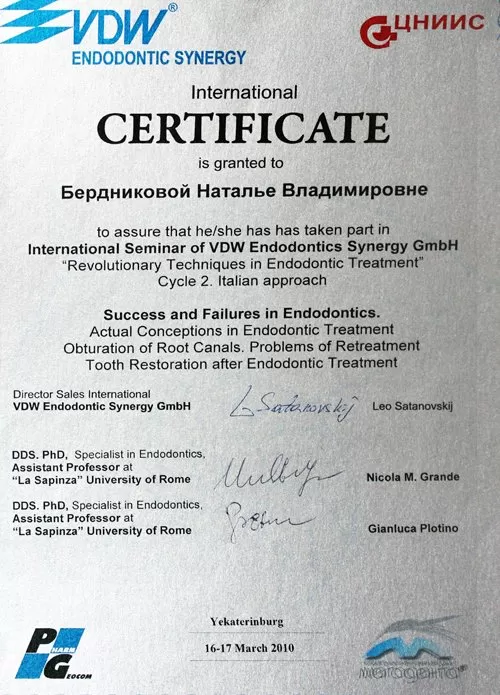 VDW®
ENDODONTIC SYNERGY
ЦНИИС
International
CERTIFICATE
is granted to
Бердниковой Наталье Владимировне
to assure that he/she has has taken part in
International Seminar of VDW Endodontics Synergy GmbH
“Revolutionary Techniques in Endodontic Treatment”
Cycle 2. Italian approach
Success and Failures in Endodontics.
Actual Conceptions in Endodontic Treatment
Obturation of Root Canals. Problems of Retreatment
Tooth Restoration after Endodontic Treatment
Director Sales International
VDW Endodontic Synergy GmbH
L Satanovskij
Leo Satanovskij
DDS. PhD, Specialist in Endodontics,
Assistant Professor at
“La Sapinza” University of Rome
Nicola M. Grande
DDS. PhD, Specialist in Endodontics,
Assistant Professor at
“La Sapinza” University of Rome
Gianluca Plotino
Yekaterinburg
16-17 March 2010
PHARM
GEOCOM
мегадента